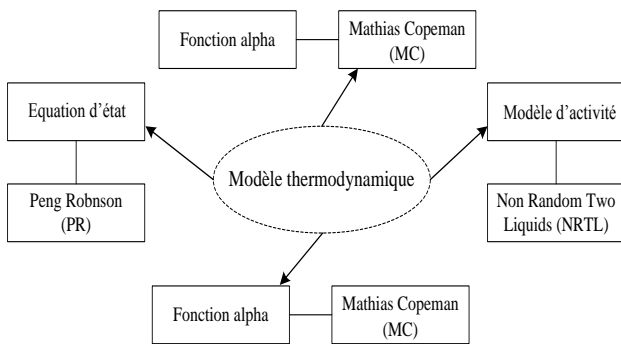 Fonction alpha
Mathias Copeman
(MC)
Equation d'état
Modèle d'activité
Modèle thermodynamique
Peng Robnson
(PR)
Non Random Two
Liquids (NRTL)
Fonction alpha
Mathias Copeman
(MC)